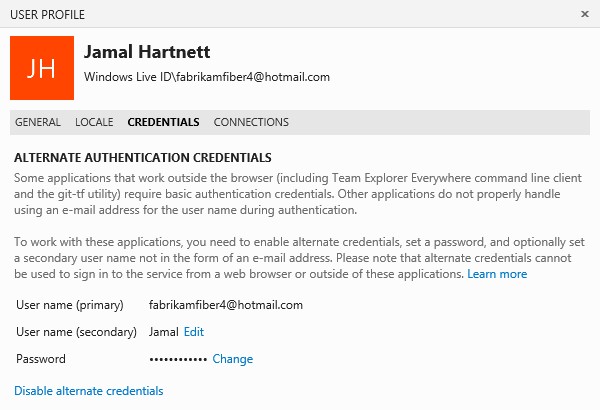 USER PROFILE ×
JH
Jamal Hartnett
Windows Live ID\fabrikamfiber4@hotmail.com
GENERAL LOCALE CREDENTIALS CONNECTIONS
ALTERNATE AUTHENTICATION CREDENTIALS
Some applications that work outside the browser (including Team Explorer Everywhere command line client
and the git-tf utility) require basic authentication credentials. Other applications do not properly handle
using an e-mail address for the user name during authentication.
To work with these applications, you need to enable alternate credentials, set a password, and optionally set
a secondary user name not in the form of an e-mail address. Please note that alternate credentials cannot
be used to sign in to the service from a web browser or outside of these applications. Learn more
User name (primary) fabrikamfiber4@hotmail.com
User name (secondary) Jamal Edit
Password •••••••••••• Change
Disable alternate credentials